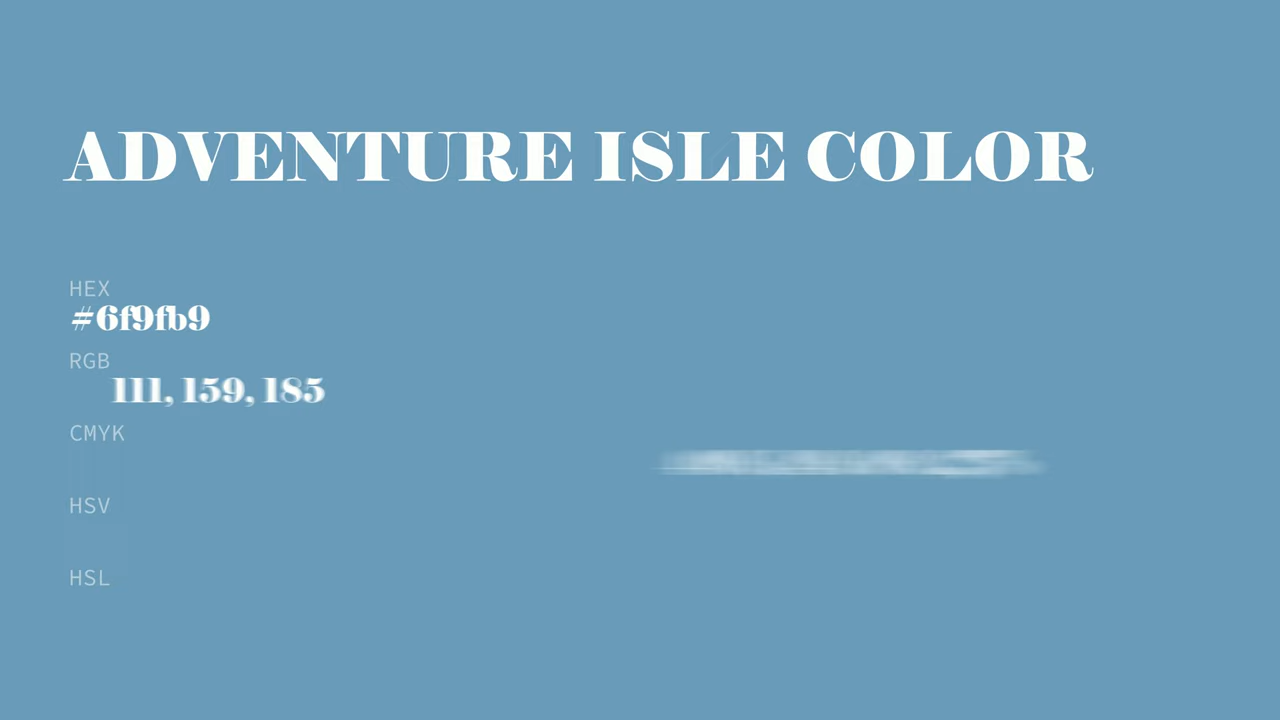 ADVENTURE ISLE COLOR
HEX
#6f9fb9
RGB
111, 159, 185
CMYK
HSV
HSL